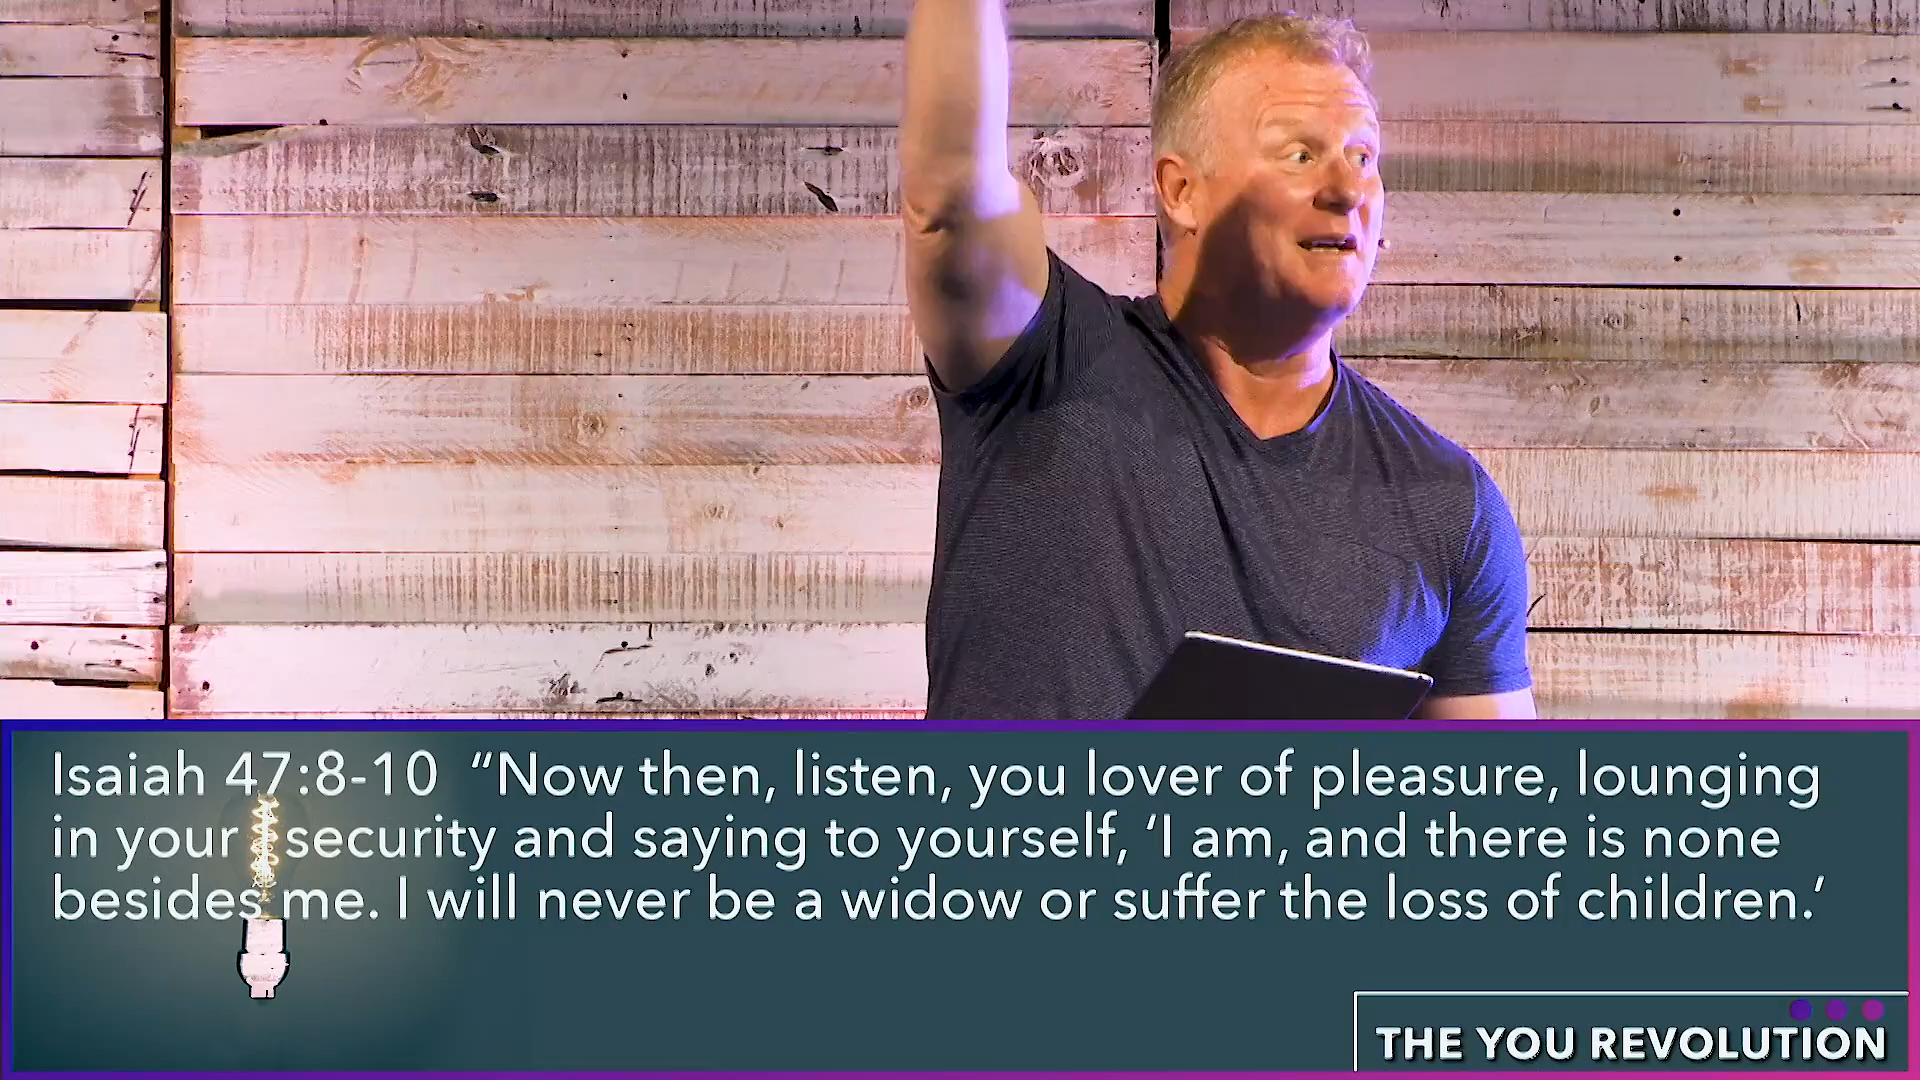 Isaiah 47:8-10 “Now then, listen, you lover of pleasure, lounging
in your security and saying to yourself, ‘I am, and there is none
besides me. I will never be a widow or suffer the loss of children.’
THE YOU REVOLUTION